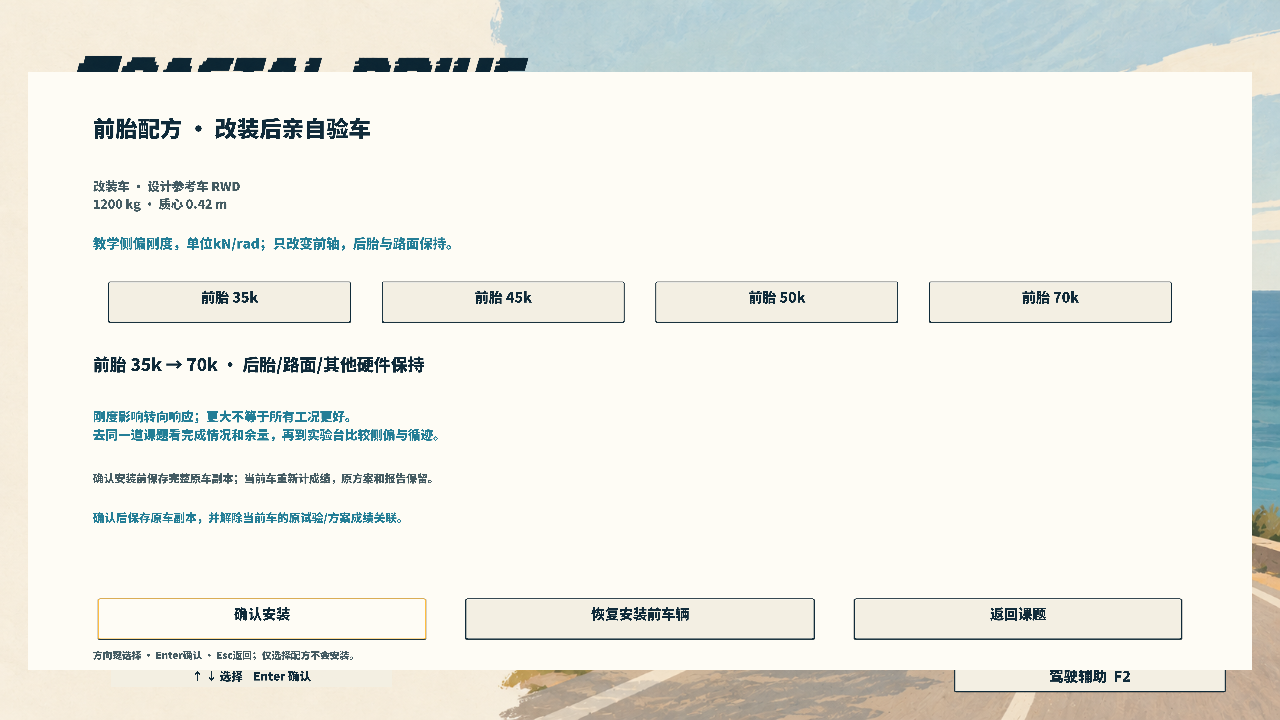 前胎配方 · 改装后亲自验车
改装车 · 设计参考车 RWD
1200 kg · 质心 0.42 m
教学侧偏刚度，单位kN/rad；只改变前轴，后胎与路面保持。
前胎 35k
前胎 45k
前胎 50k
前胎 70k
前胎 35k → 70k · 后胎/路面/其他硬件保持
刚度影响转向响应；更大不等于所有工况更好。
去同一道课题看完成情况和余量，再到实验台比较侧偏与循迹。
确认安装前保存完整原车副本；当前车重新计成绩，原方案和报告保留。
确认后保存原车副本，并解除当前车的原试验/方案成绩关联。
确认安装
恢复安装前车辆
返回课题
方向键选择 · Enter确认 · Esc返回；仅选择配方不会安装。
↑ ↓ 选择 Enter 确认
驾驶辅助 F2